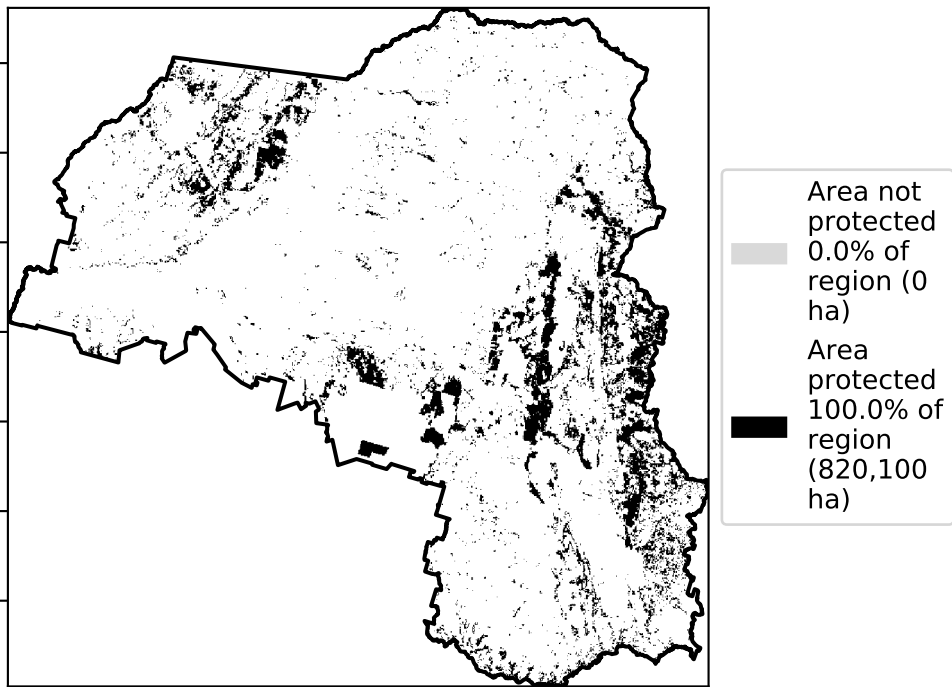 Area not
protected
0.0% of
region (0
ha)
Area
protected
100.0% of
region
(820,100
ha)